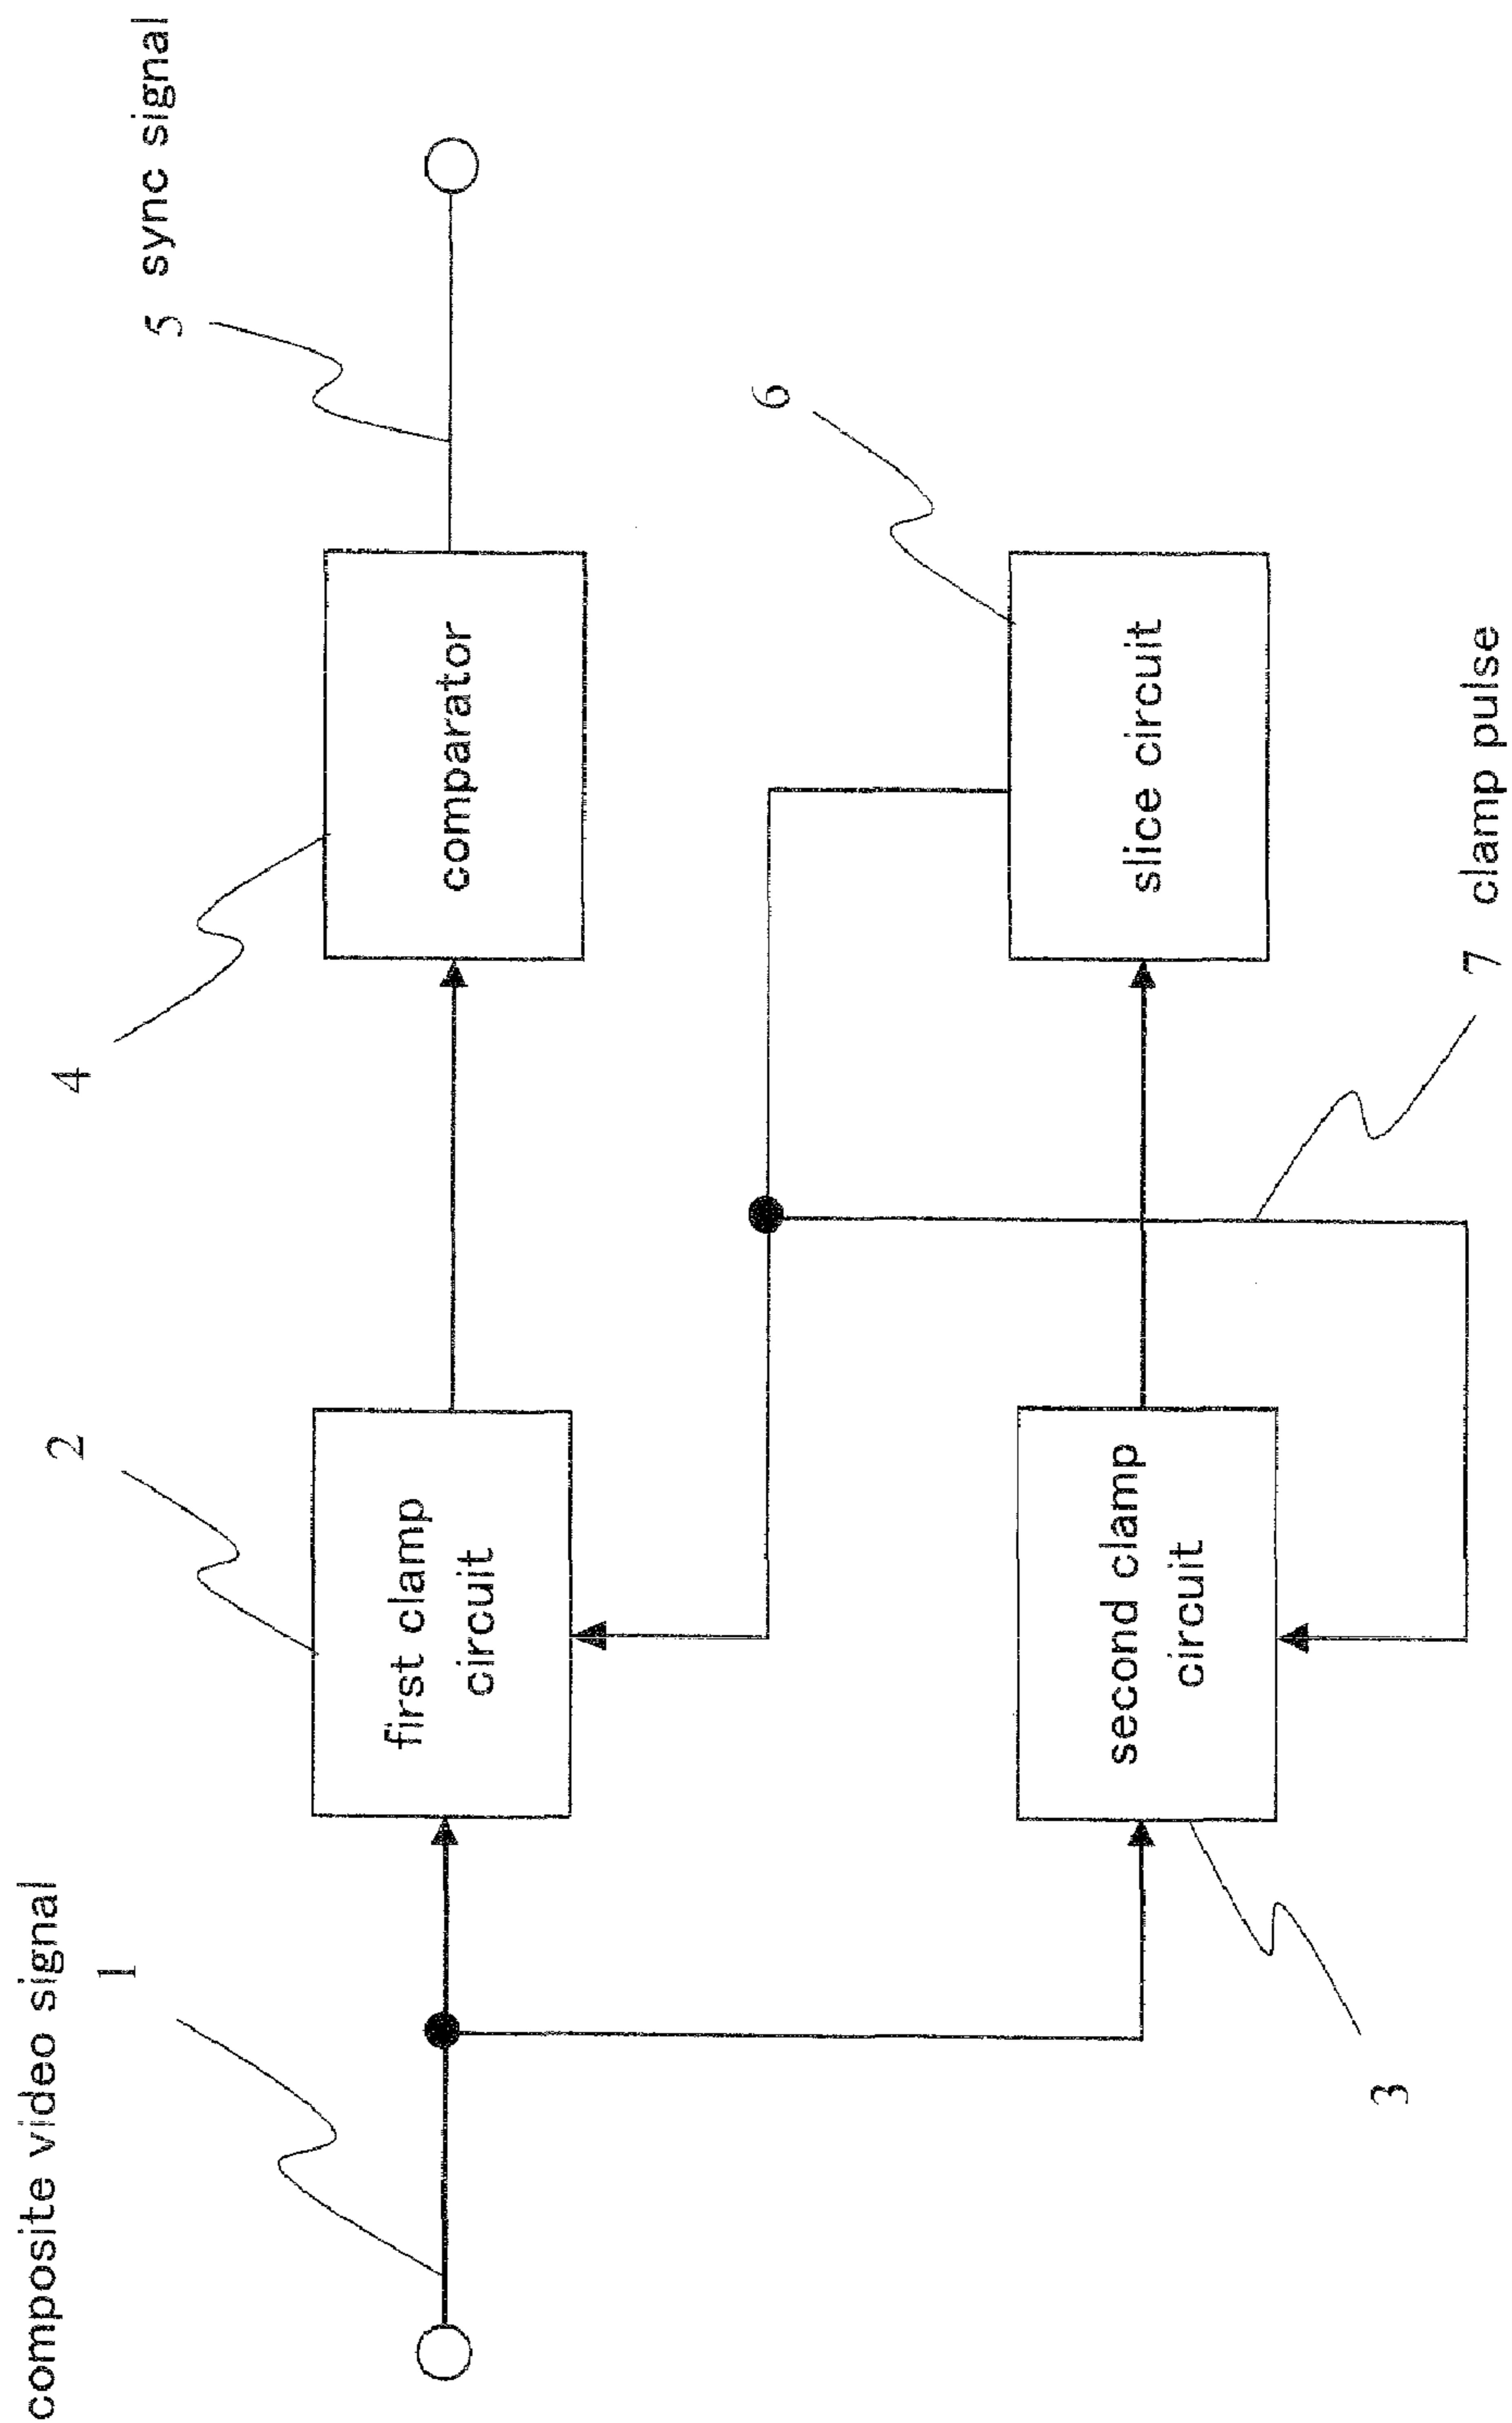 composite video signal
1
2
first clamp
circuit
4
comparator
5 sync signal
3
second clamp
circuit
6
slice circuit
7 clamp pulse